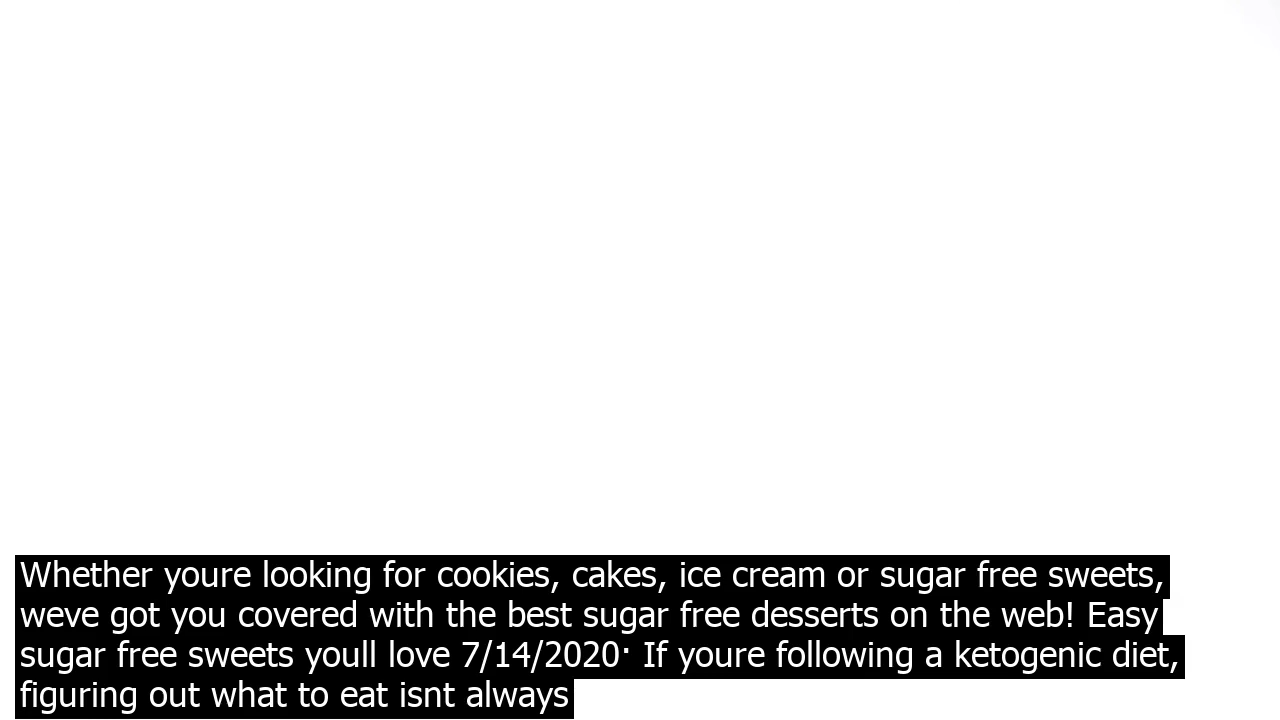 Whether youre looking for cookies, cakes, ice cream or sugar free sweets,
weve got you covered with the best sugar free desserts on the web! Easy
sugar free sweets youll love 7/14/2020· If youre following a ketogenic diet,
figuring out what to eat isnt always